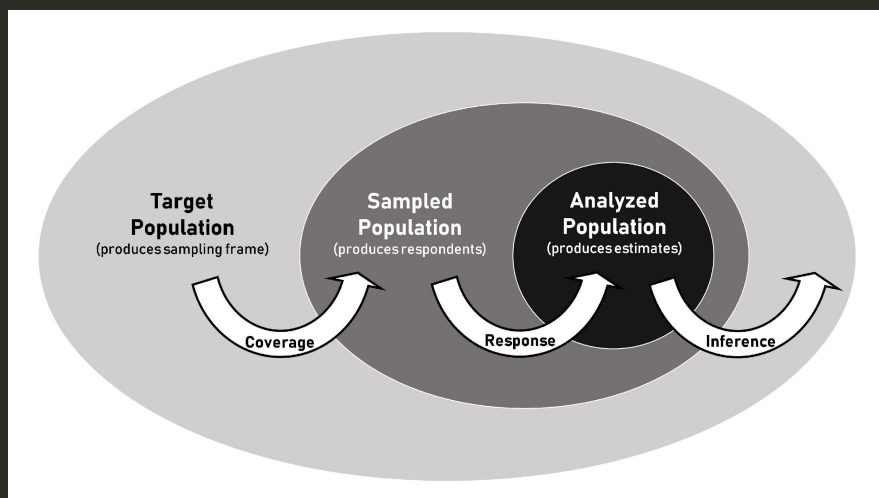 Target
Population
(produces sampling frame)
Sampled
Population
(produces respondents)
Analyzed
Population
(produces estimates)
Coverage
Response
Inference